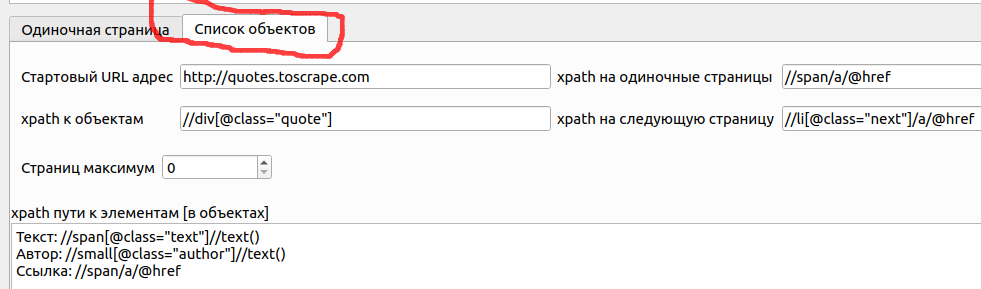 Одиночная страница Список объектов
Стартовый URL адрес http://quotes.toscrape.com xpath на одиночные страницы //span/a/@href
xpath к объектам //div[@class="quote"] xpath на следующую страницу //li[@class="next"]/a/@href
Страниц максимум 0
xpath пути к элементам [в объектах]
Текст: //span[@class="text"]//text()
Автор: //small[@class="author"]//text()
Ссылка: //span/a/@href